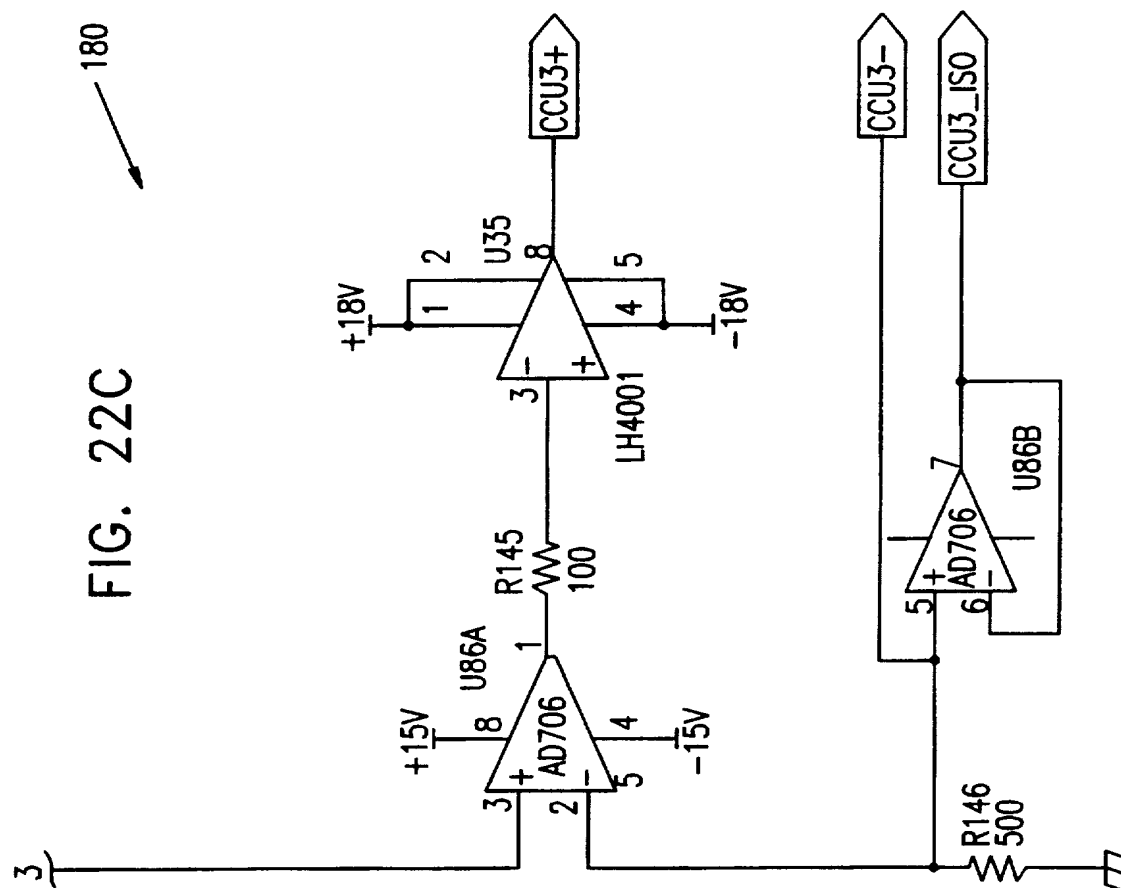 FIG. 22C
180
3
+15V
U86A
8
3
+
AD706
1
2
-
5
4
-15V
R145
100
+18V
1
2
U35
3
-
8
+
4
5
LH4001
-18V
CCU3+
CCU3-
CCU3_ISO
5
+
AD706
7
6
-
U86B
R146
500